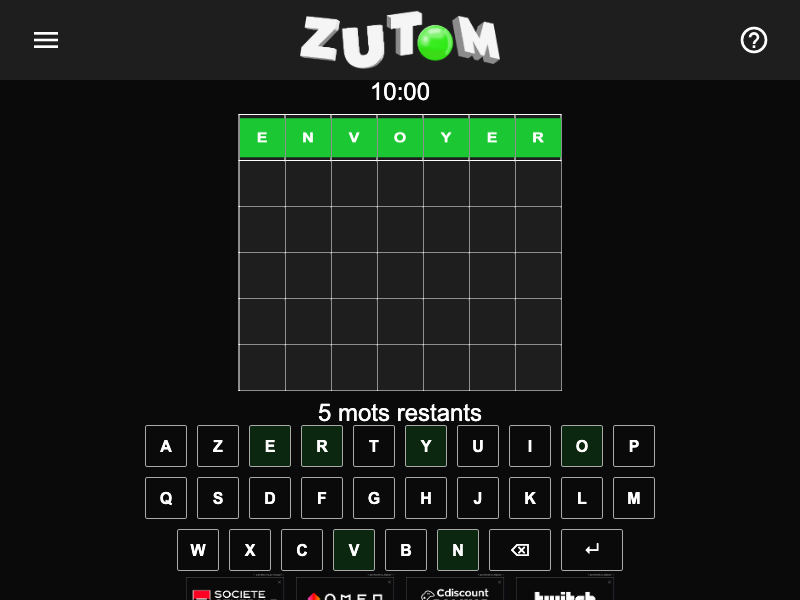 ZUTOM
10:00
E N V O Y E R
5 mots restants
A Z E R T Y U I O P
Q S D F G H J K L M
W X C V B N
SOCIETE OMEN Cdiscount twitch